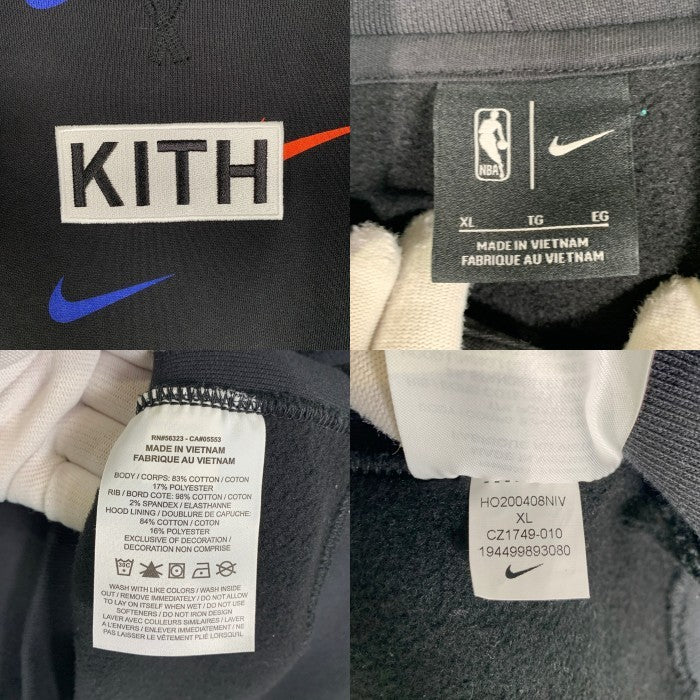 KITH
NBA
XL TG EG
MADE IN VIETNAM
FABRIQUE AU VIETNAM
RN#56323 - CA#05553
MADE IN VIETNAM
FABRIQUE AU VIETNAM
BODY / CORPS: 83% COTTON / COTON
17% POLYESTER
RIB / BORD COTE: 98% COTTON / COTON
2% SPANDEX / ELASTHANNE
HOOD LINING / DOUBLURE DE CAPUCHE:
84% COTTON / COTON
16% POLYESTER
EXCLUSIVE OF DECORATION /
DECORATION NON COMPRISE
30C
WASH WITH LIKE COLORS / WASH INSIDE
OUT / REMOVE IMMEDIATELY / DO NOT ALLOW
TO LAY ON ITSELF WHEN WET / DO NOT USE
SOFTENERS / DO NOT IRON DESIGN
LAVER AVEC COULEURS SIMILAIRES / LAVER
A L'ENVERS / ENLEVER IMMEDIATEMENT / NE
PAS LAISSER LE VÊTEMENT PLIÉ LORSQU'IL
HO200408NIV
XL
CZ1749-010
194499893080